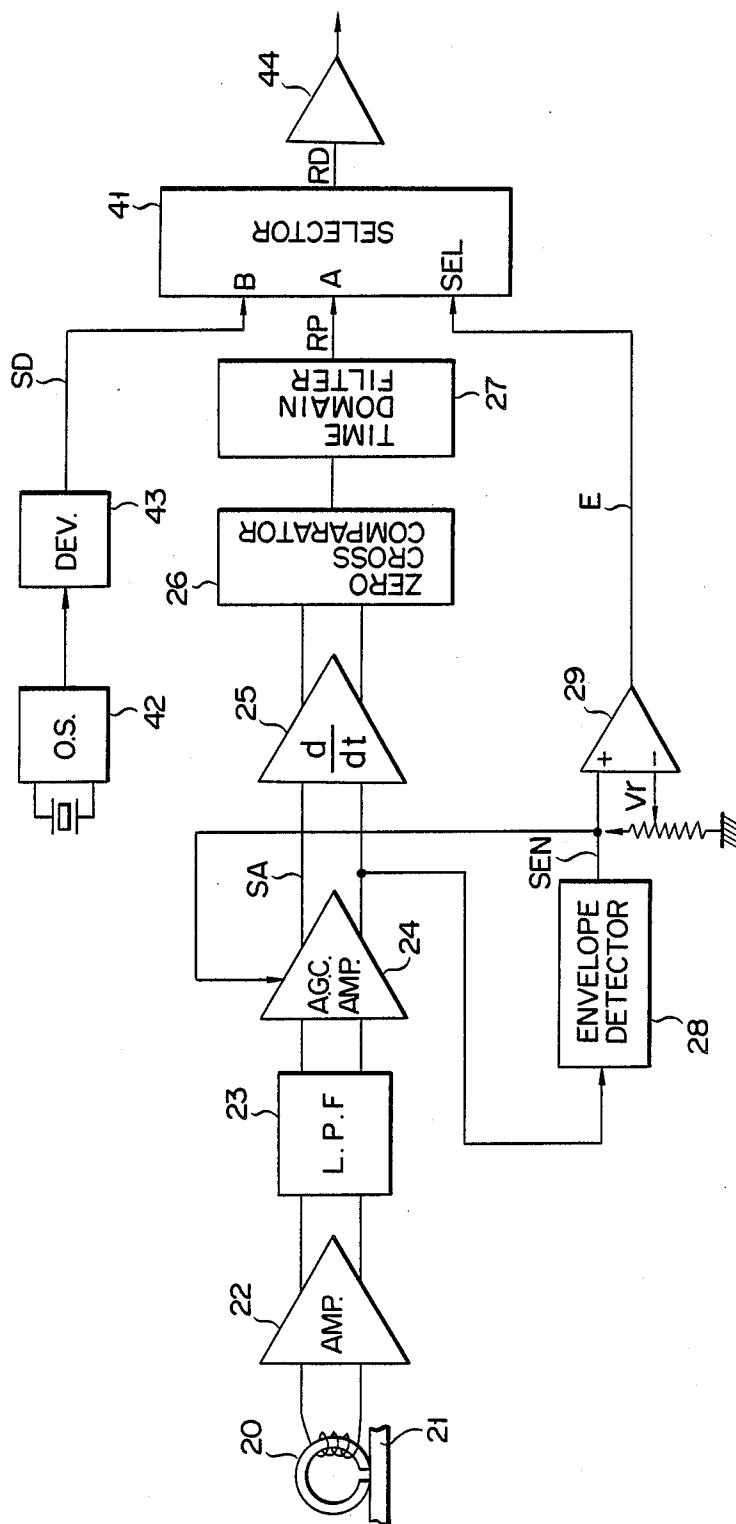 O.S.
42
DEV.
43
SD
20
21
22
AMP.
23
L.P.F
24
A.G.C.
AMP.
SA
25
d
dt
26
ZERO
CROSS
COMPARATOR
TIME
DOMAIN
FILTER
27
RP
B
A
SEL
SELECTOR
41
RD
44
ENVELOPE
DETECTOR
28
SEN
Vr
+
−
29
E